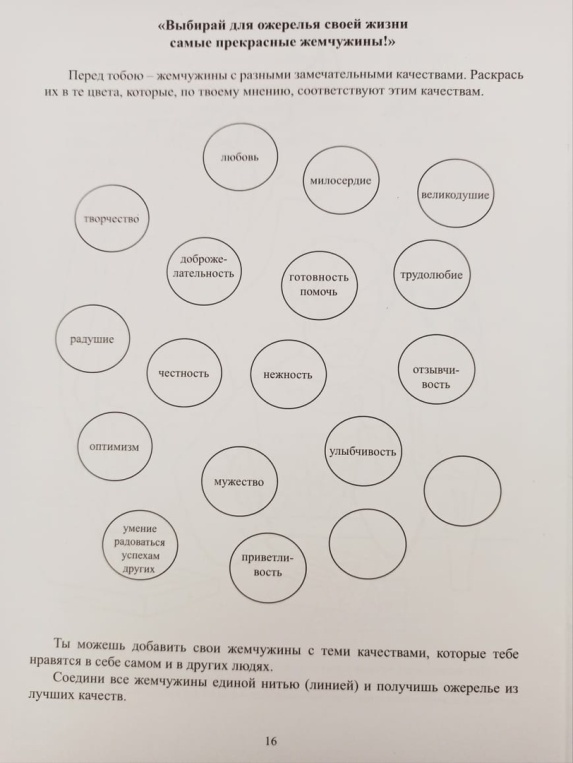 «Выбирай для ожерелья своей жизни
самые прекрасные жемчужины!»
Перед тобою – жемчужины с разными замечательными качествами. Раскрась
их в те цвета, которые, по твоему мнению, соответствуют этим качествам.
любовь
милосердие
великодушие
творчество
доброже-
лательность
готовность
помочь
трудолюбие
радушие
честность
нежность
отзывчи-
вость
оптимизм
мужество
улыбчивость
умение
радоваться
успехам
других
приветли-
вость
Ты можешь добавить свои жемчужины с теми качествами, которые тебе
нравятся в себе самом и в других людях.
Соедини все жемчужины единой нитью (линией) и получишь ожерелье из
лучших качеств.
16